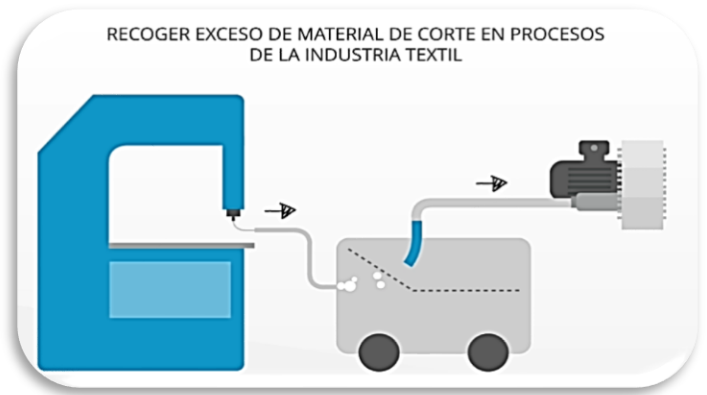 RECOGER EXCESO DE MATERIAL DE CORTE EN PROCESOS
DE LA INDUSTRIA TEXTIL